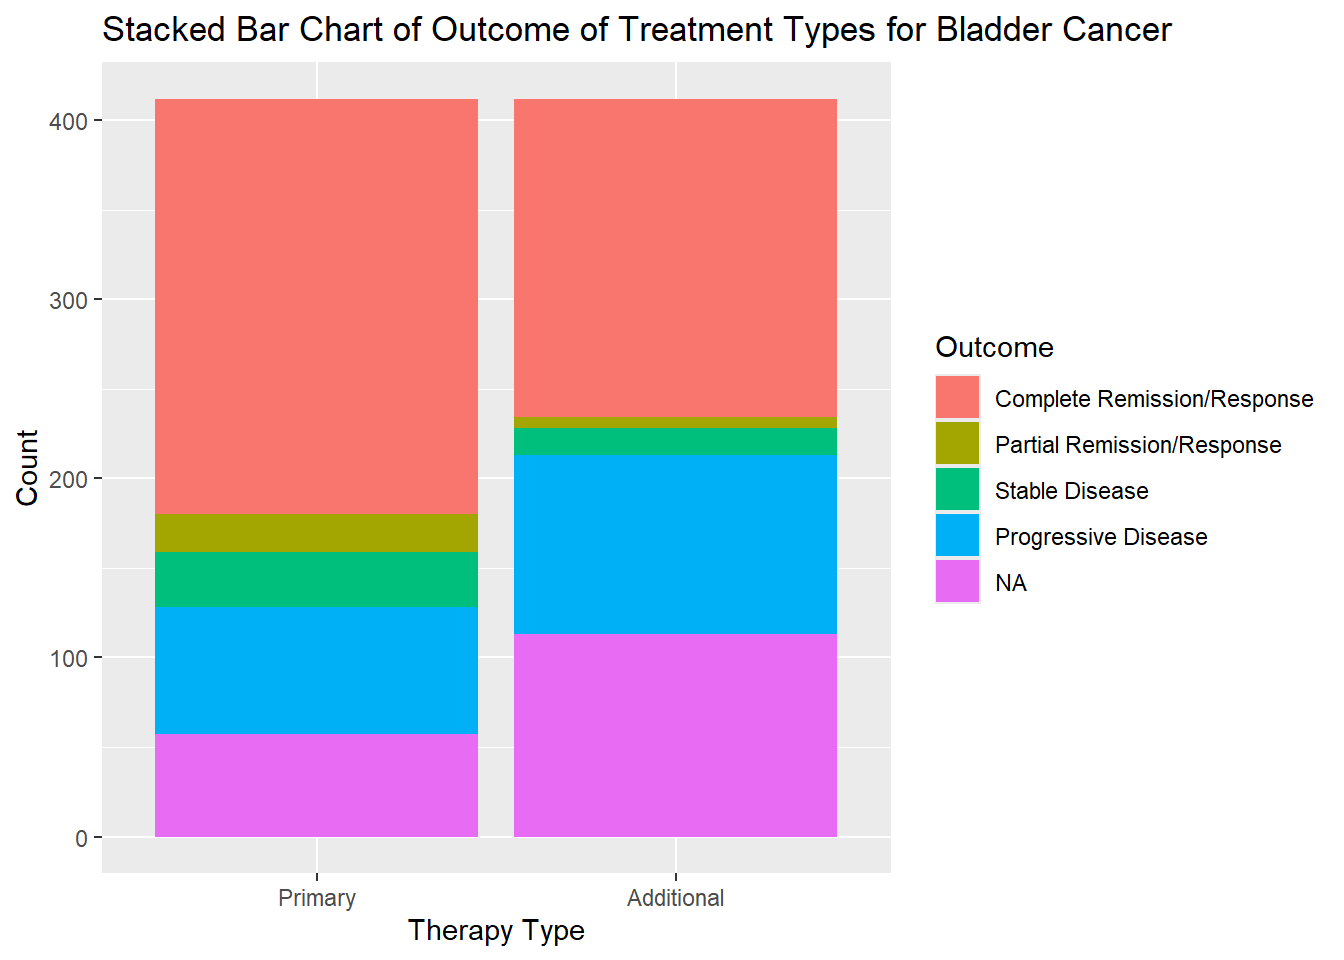 Stacked Bar Chart of Outcome of Treatment Types for Bladder Cancer
Count
400
300
200
100
0
Primary
Additional
Therapy Type
Outcome
Complete Remission/Response
Partial Remission/Response
Stable Disease
Progressive Disease
NA